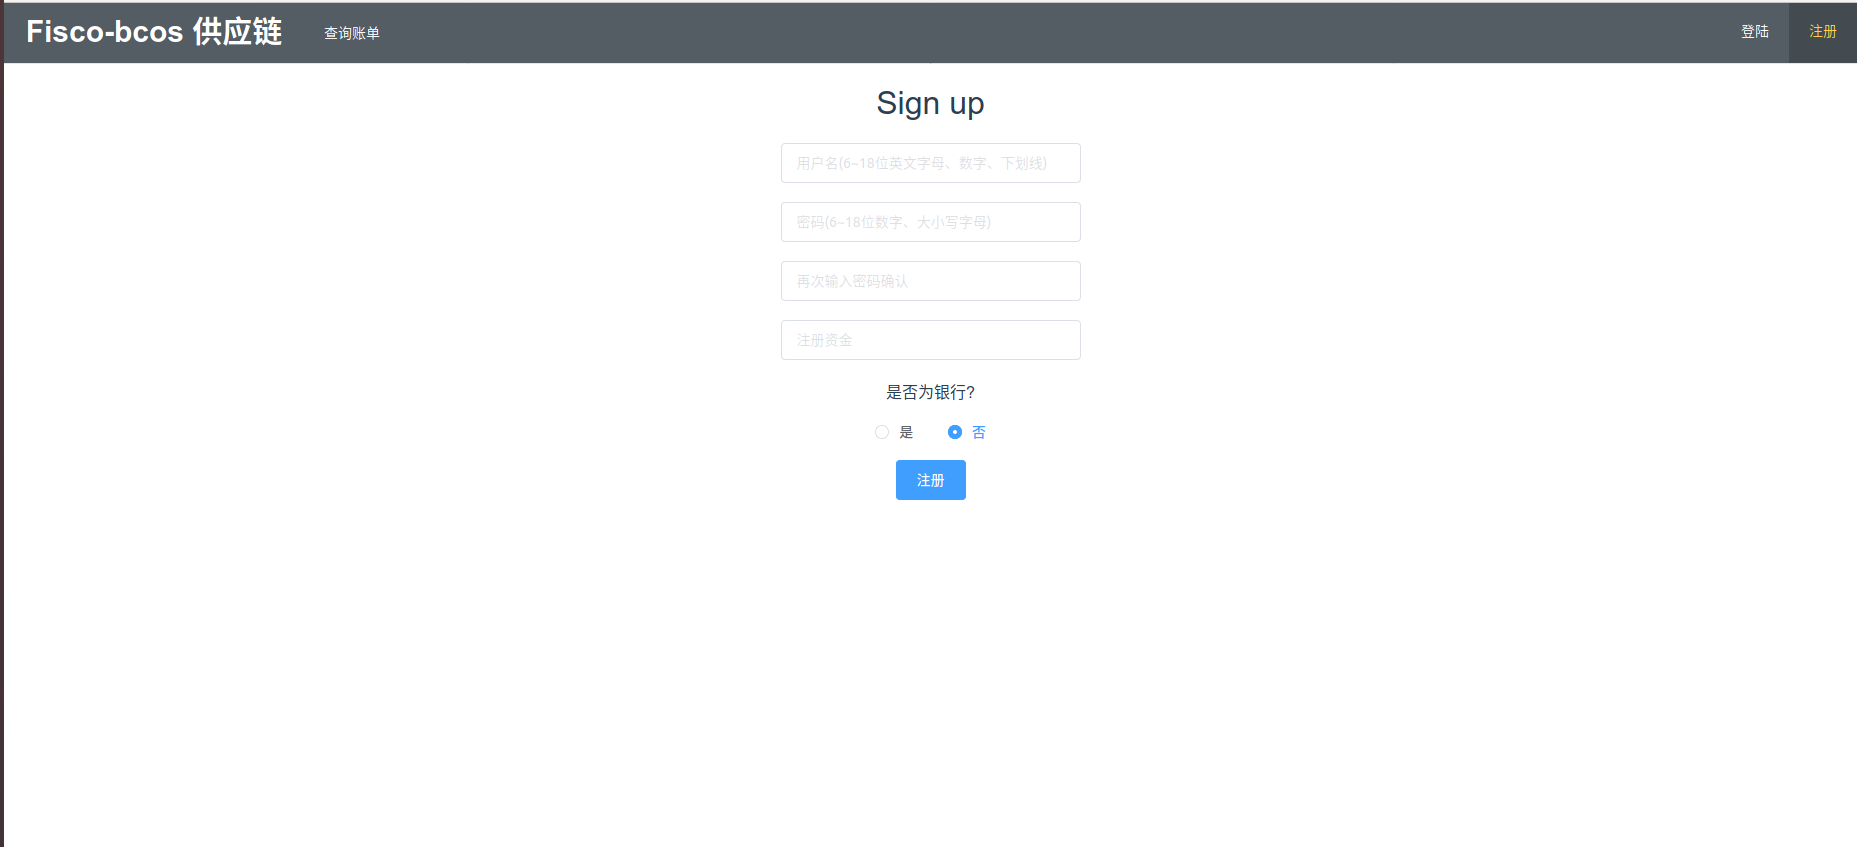 Fisco-bcos 供应链 查询账单 登陆 注册
Sign up
用户名(6~18位英文字母、数字、下划线)
密码(6~18位数字、大小写字母)
再次输入密码确认
注册资金
是否为银行?
是 否
注册